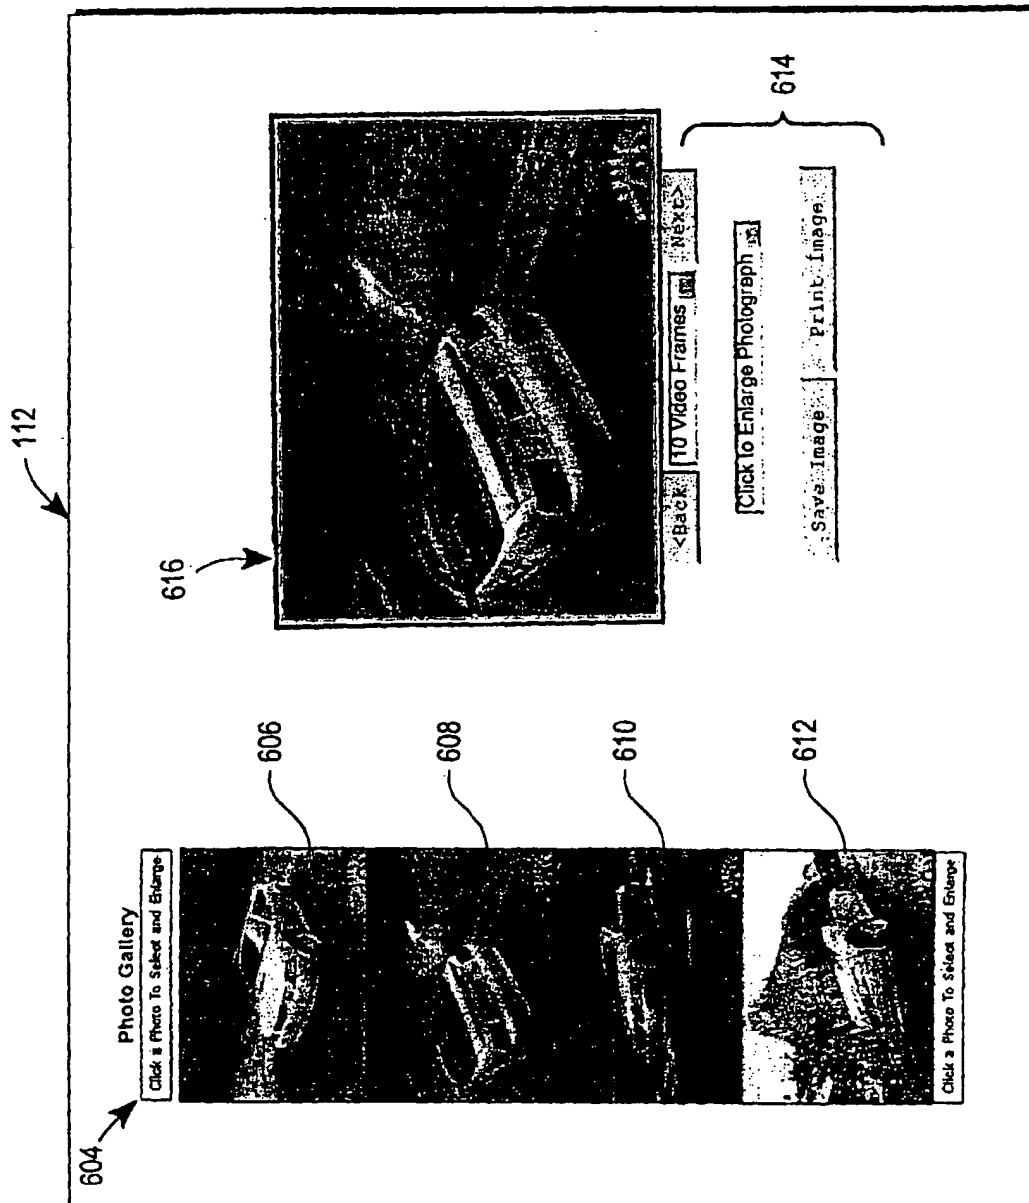 112
604
Photo Gallery
Click a Photo To Select and Enlarge
606
608
610
612
Click a Photo To Select and Enlarge
616
<Back
10 Video Frames
Next>
Click to Enlarge Photograph
Save Image
Print Image
614